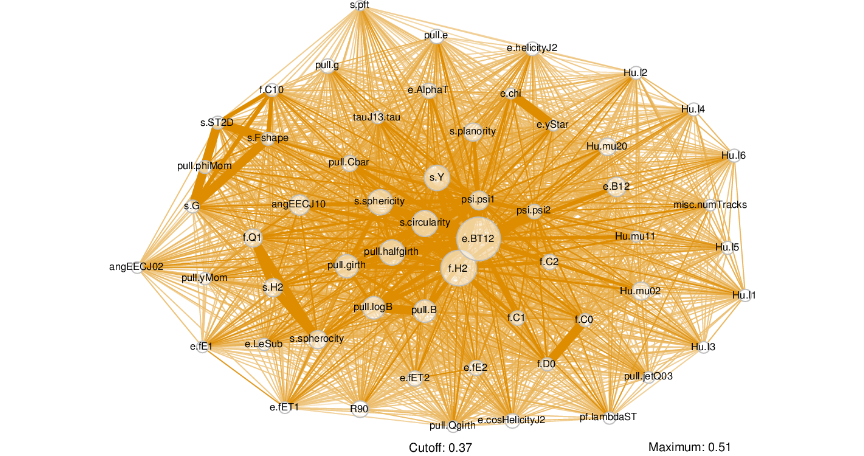 s.pft
pull.e
e.helicityJ2
pull.g
Hu.I2
f.C10
e.AlphaT
e.chi
Hu.I4
s.ST2D
tauJ13.tau
e.yStar
s.Fshape
s.planority
Hu.mu20
Hu.I6
pull.phiMom
pull.Cbar
s.Y
e.B12
s.G
angEECJ10
s.sphericity
psi.psi1
psi.psi2
misc.numTracks
s.circularity
f.Q1
e.BT12
Hu.mu11
Hu.I5
pull.halfgirth
angEECJ02
pull.girth
f.H2
f.C2
pull.yMom
s.H2
Hu.mu02
Hu.I1
pull.logB
pull.B
f.C1
f.C0
e.fE1
e.LeSub
s.spherocity
Hu.I3
e.fET2
e.fE2
f.D0
pull.jetQ03
e.fET1
R90
pull.Qgirth
e.cosHelicityJ2
pf.lambdaST
Cutoff: 0.37
Maximum: 0.51